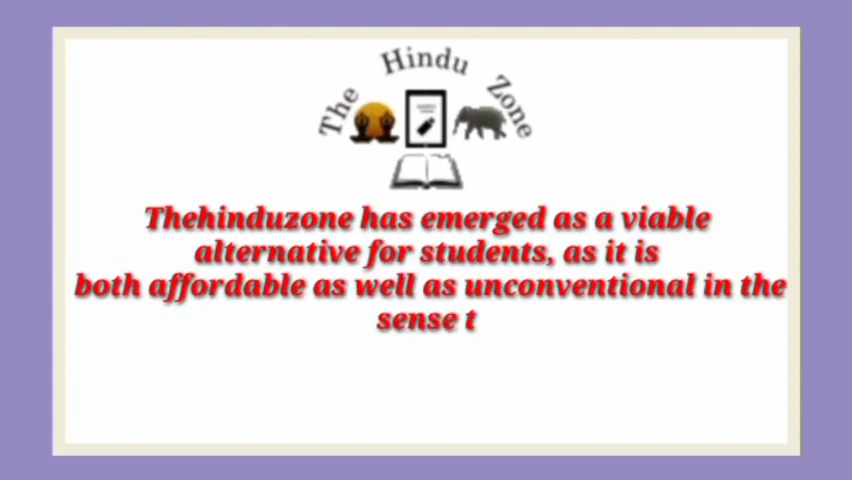 The Hindu Zone
Thehinduzone has emerged as a viable
alternative for students, as it is
both affordable as well as unconventional in the
sense t